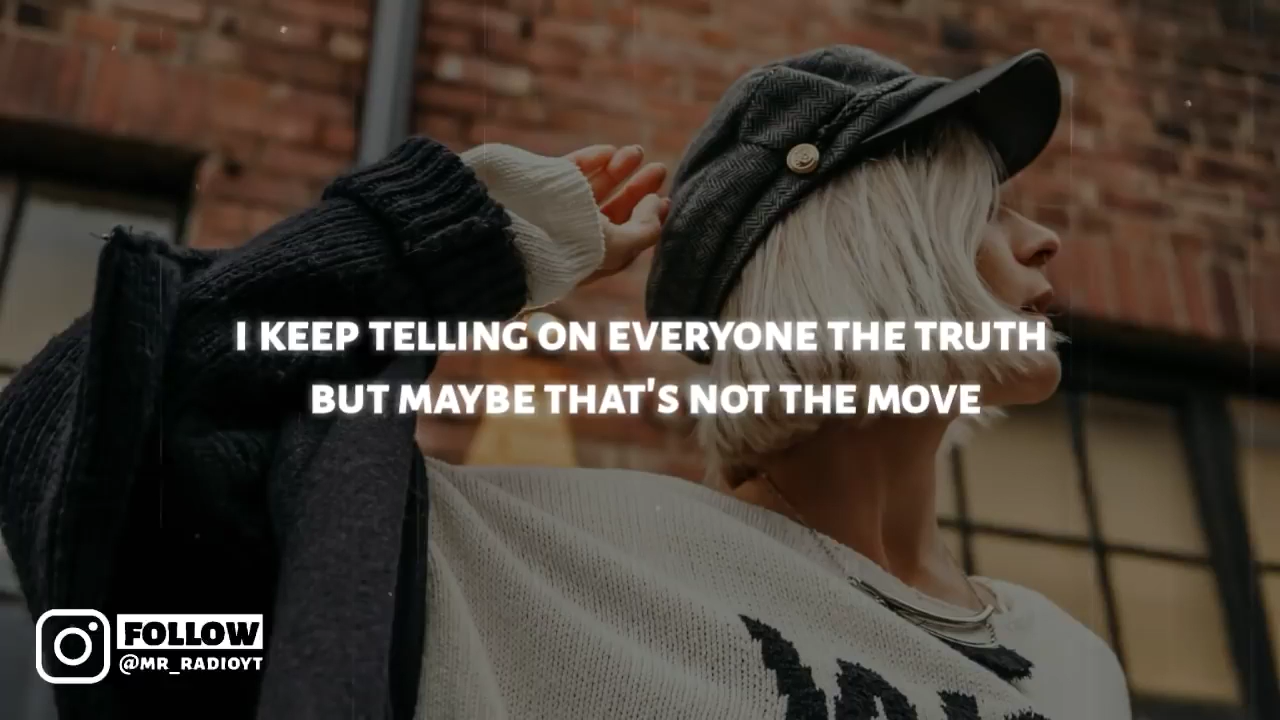 I KEEP TELLING ON EVERYONE THE TRUTH
BUT MAYBE THAT'S NOT THE MOVE
FOLLOW
@MR_RADIOYT